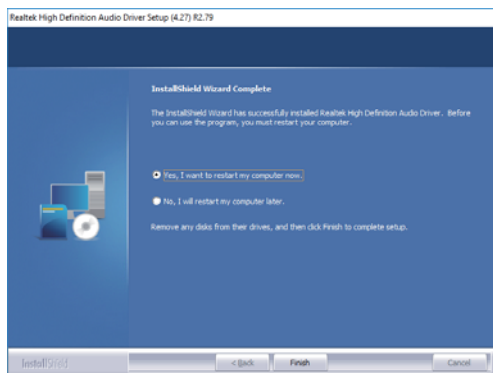 Realtek High Definition Audio Driver Setup (4.27) R2.79
InstallShield Wizard Complete
The InstallShield Wizard has successfully installed Realtek High Definition Audio Driver. Before
you can use the program, you must restart your computer.
Yes, I want to restart my computer now.
No, I will restart my computer later.
Remove any disks from their drives, and then click Finish to complete setup.
InstallShield
< Back
Finish
Cancel